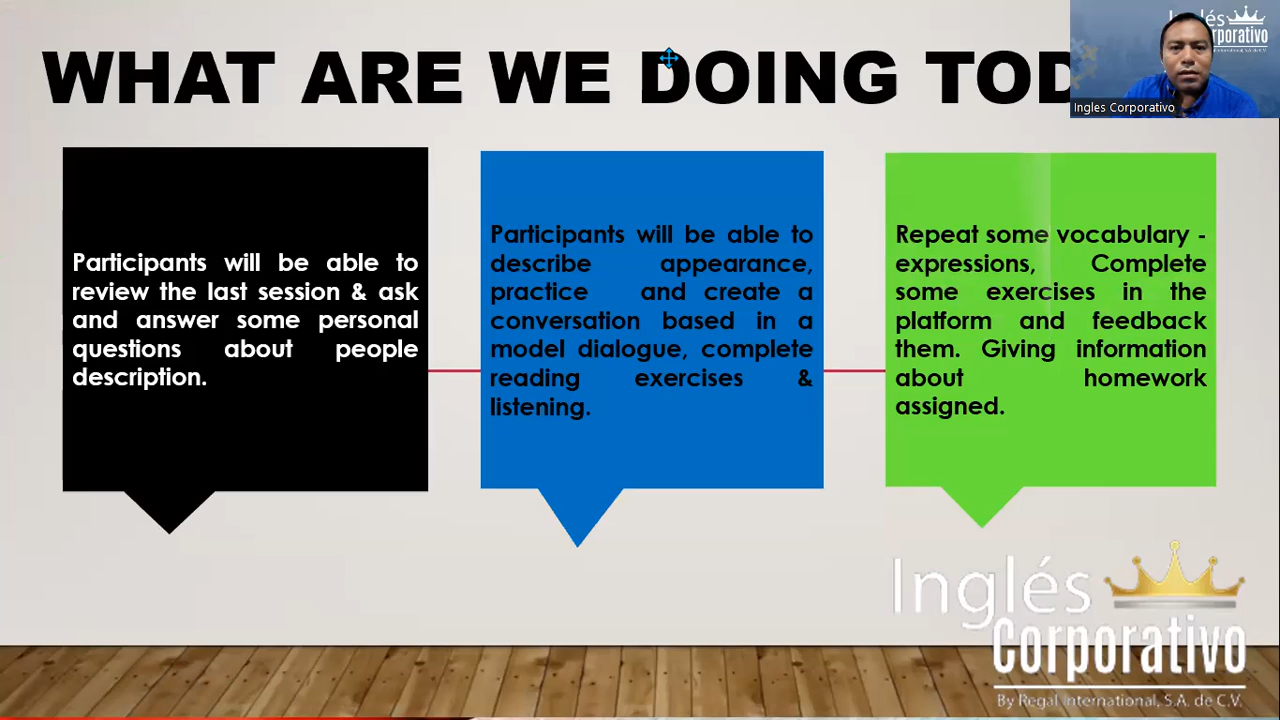 WHAT ARE WE DOING TOD
Inglés
rporativo
Ingles Corporativo
Participants will be able to
review the last session & ask
and answer some personal
questions about people
description.
Participants will be able to
describe appearance,
practice and create a
conversation based in a
model dialogue, complete
reading exercises &
listening.
Repeat some vocabulary -
expressions, Complete
some exercises in the
platform and feedback
them. Giving information
about homework
assigned.
Inglés
Corporativo
By Regal International, S.A. de C.V.